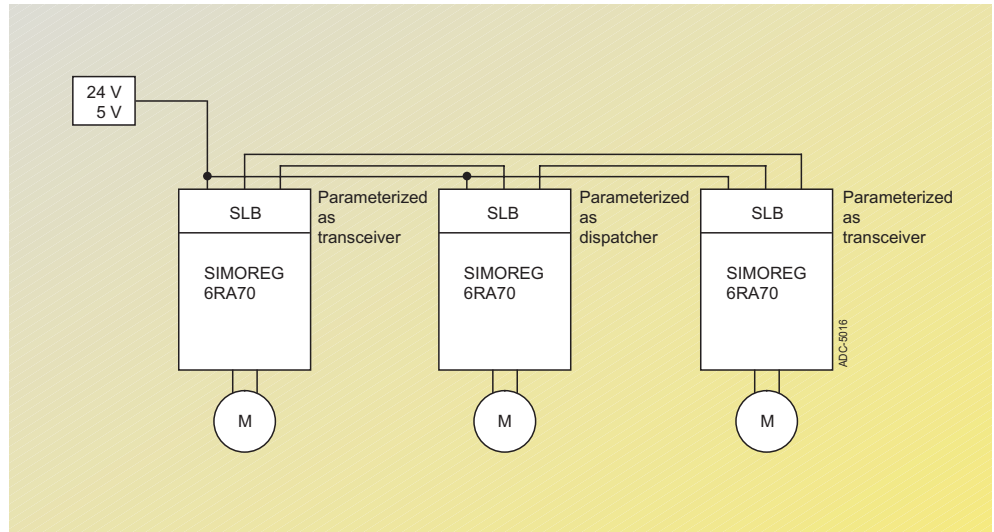 24 V
5 V
SLB
Parameterized
as
transceiver
SIMOREG
6RA70
M
SLB
Parameterized
as
dispatcher
SIMOREG
6RA70
M
SLB
Parameterized
as
transceiver
SIMOREG
6RA70
ADC-5016
M